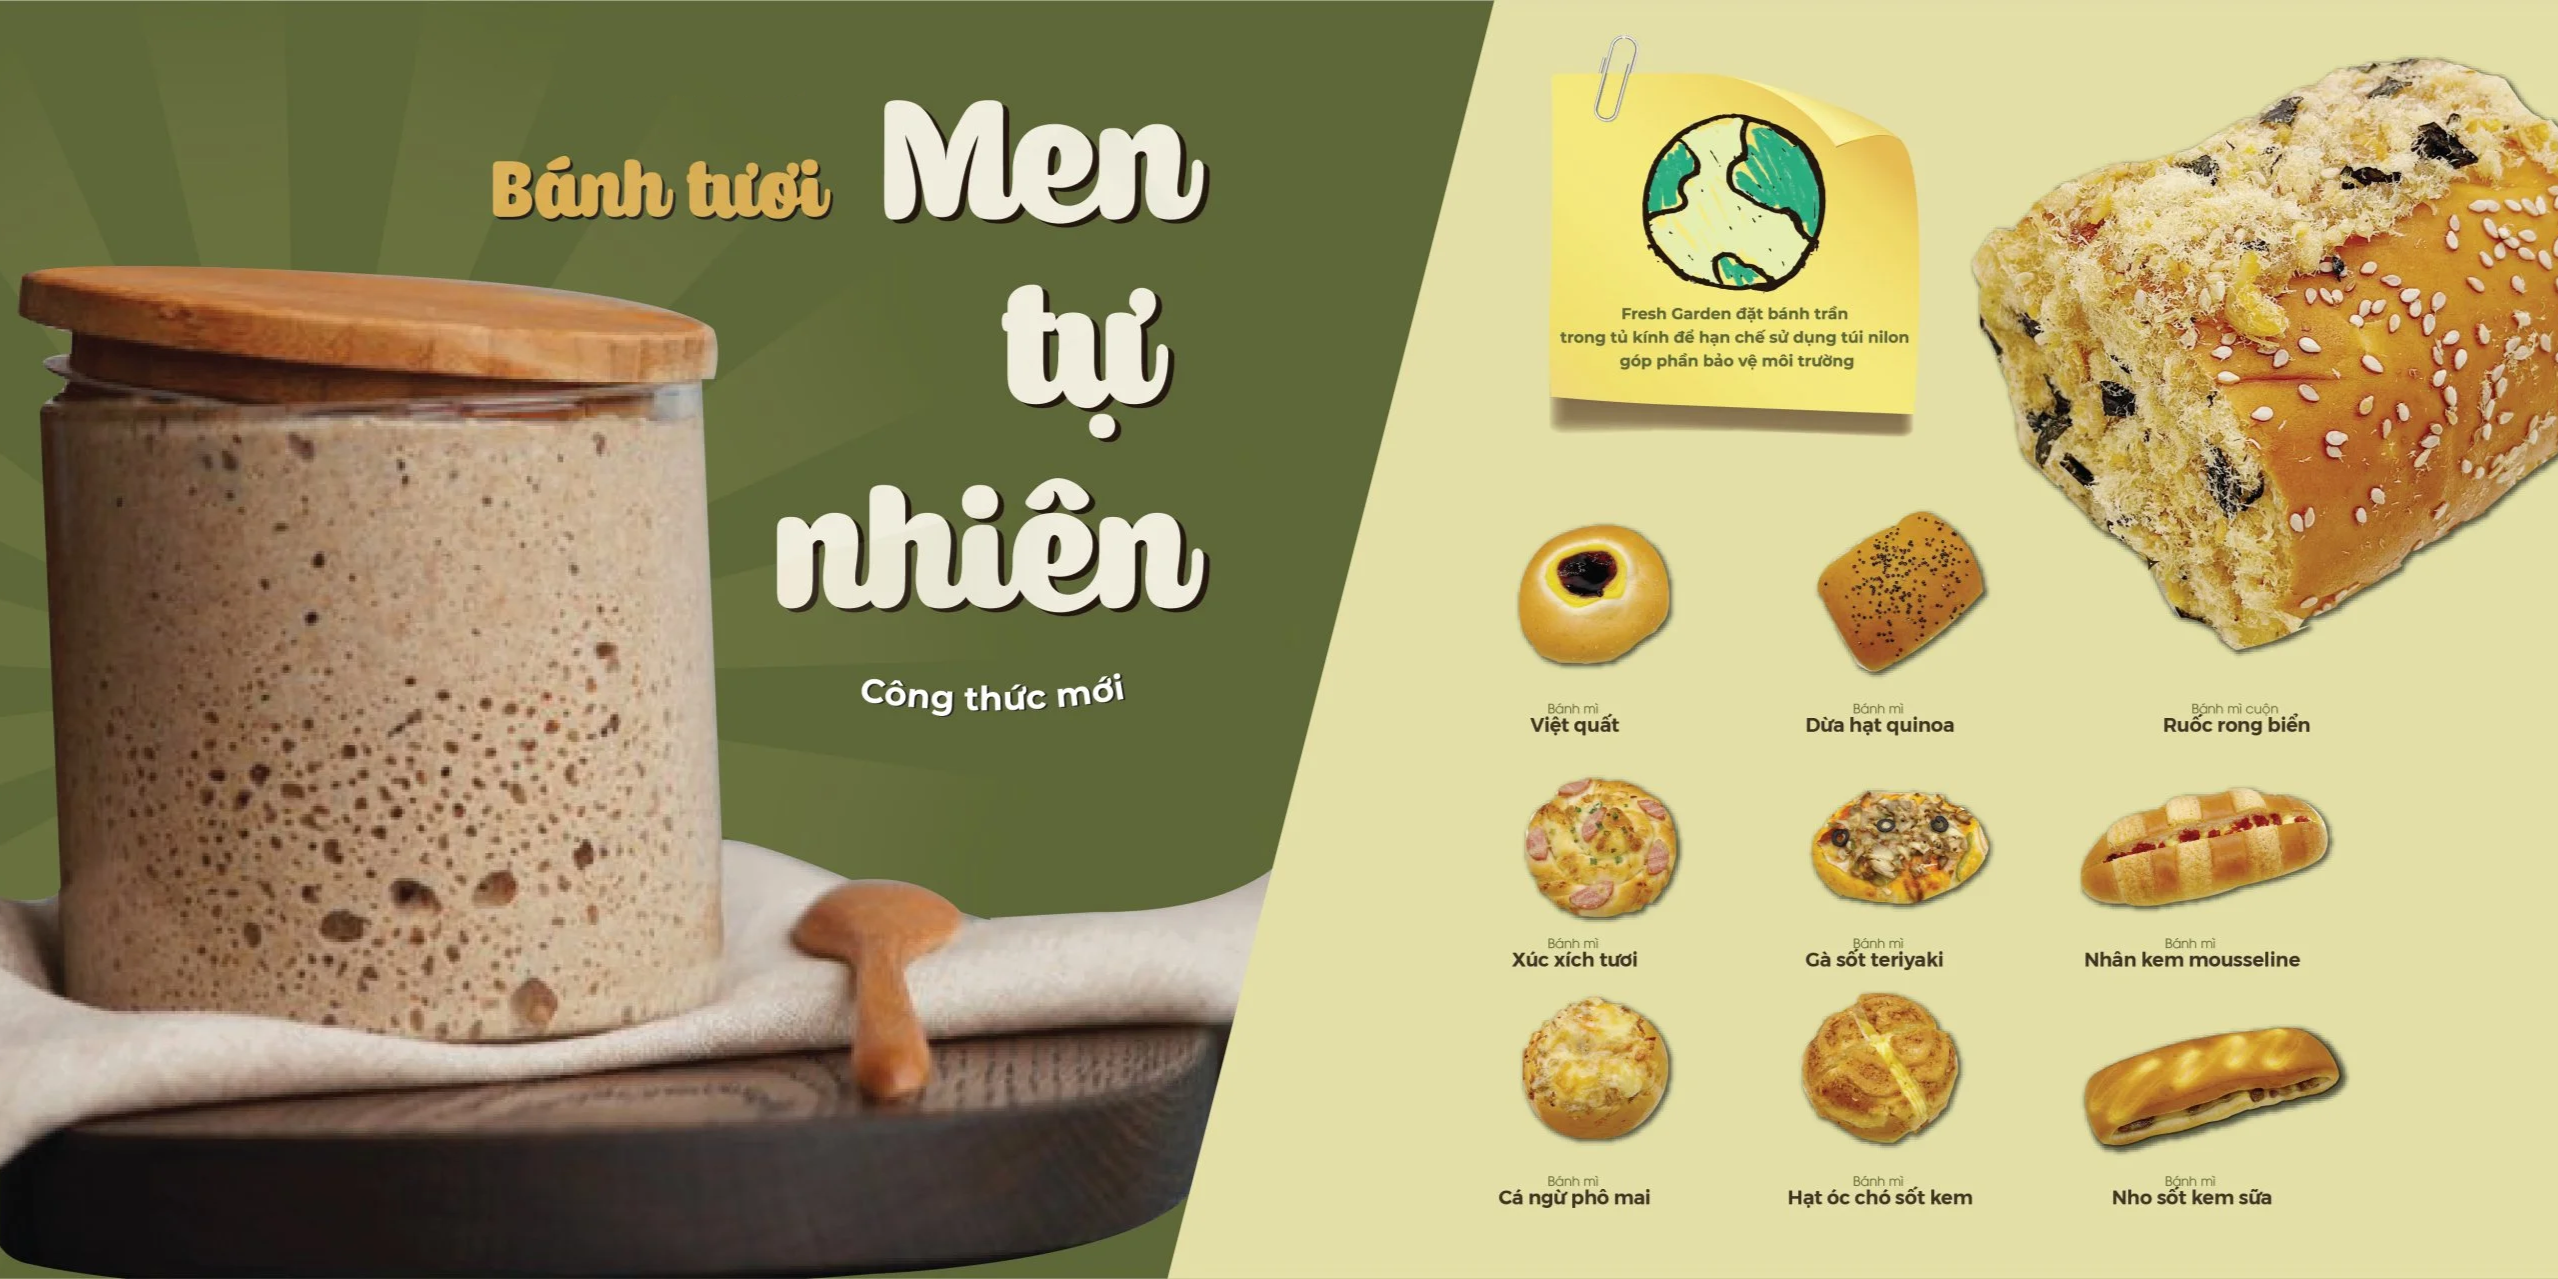 Bánh tươi Men
tự
nhiên
Công thức mới
Fresh Garden đặt bánh trần
trong tủ kính để hạn chế sử dụng túi nilon
góp phần bảo vệ môi trường
Bánh mì
Việt quất
Bánh mì
Dừa hạt quinoa
Bánh mì cuộn
Ruốc rong biển
Bánh mì
Xúc xích tươi
Bánh mì
Gà sốt teriyaki
Bánh mì
Nhân kem mousseline
Bánh mì
Cá ngừ phô mai
Bánh mì
Hạt óc chó sốt kem
Bánh mì
Nho sốt kem sữa